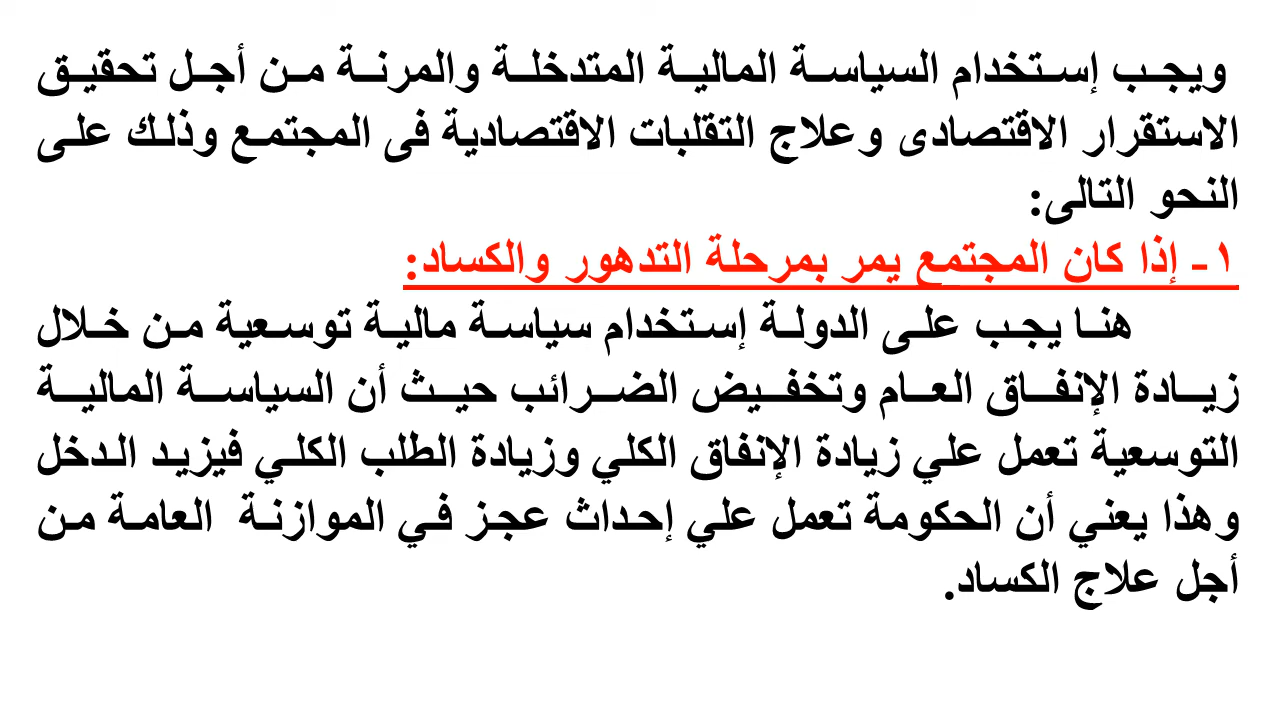 ويجب إستخدام السياسة المالية المتدخلة والمرنة من أجل تحقيق
الاستقرار الاقتصادى وعلاج التقلبات الاقتصادية فى المجتمع وذلك على
النحو التالى:
١- إذا كان المجتمع يمر بمرحلة التدهور والكساد:
هنا يجب على الدولة إستخدام سياسة مالية توسعية من خلال
زيادة الإنفاق العام وتخفيض الضرائب حيث أن السياسة المالية
التوسعية تعمل علي زيادة الإنفاق الكلي وزيادة الطلب الكلي فيزيد الدخل
وهذا يعني أن الحكومة تعمل علي إحداث عجز في الموازنة العامة من
أجل علاج الكساد.